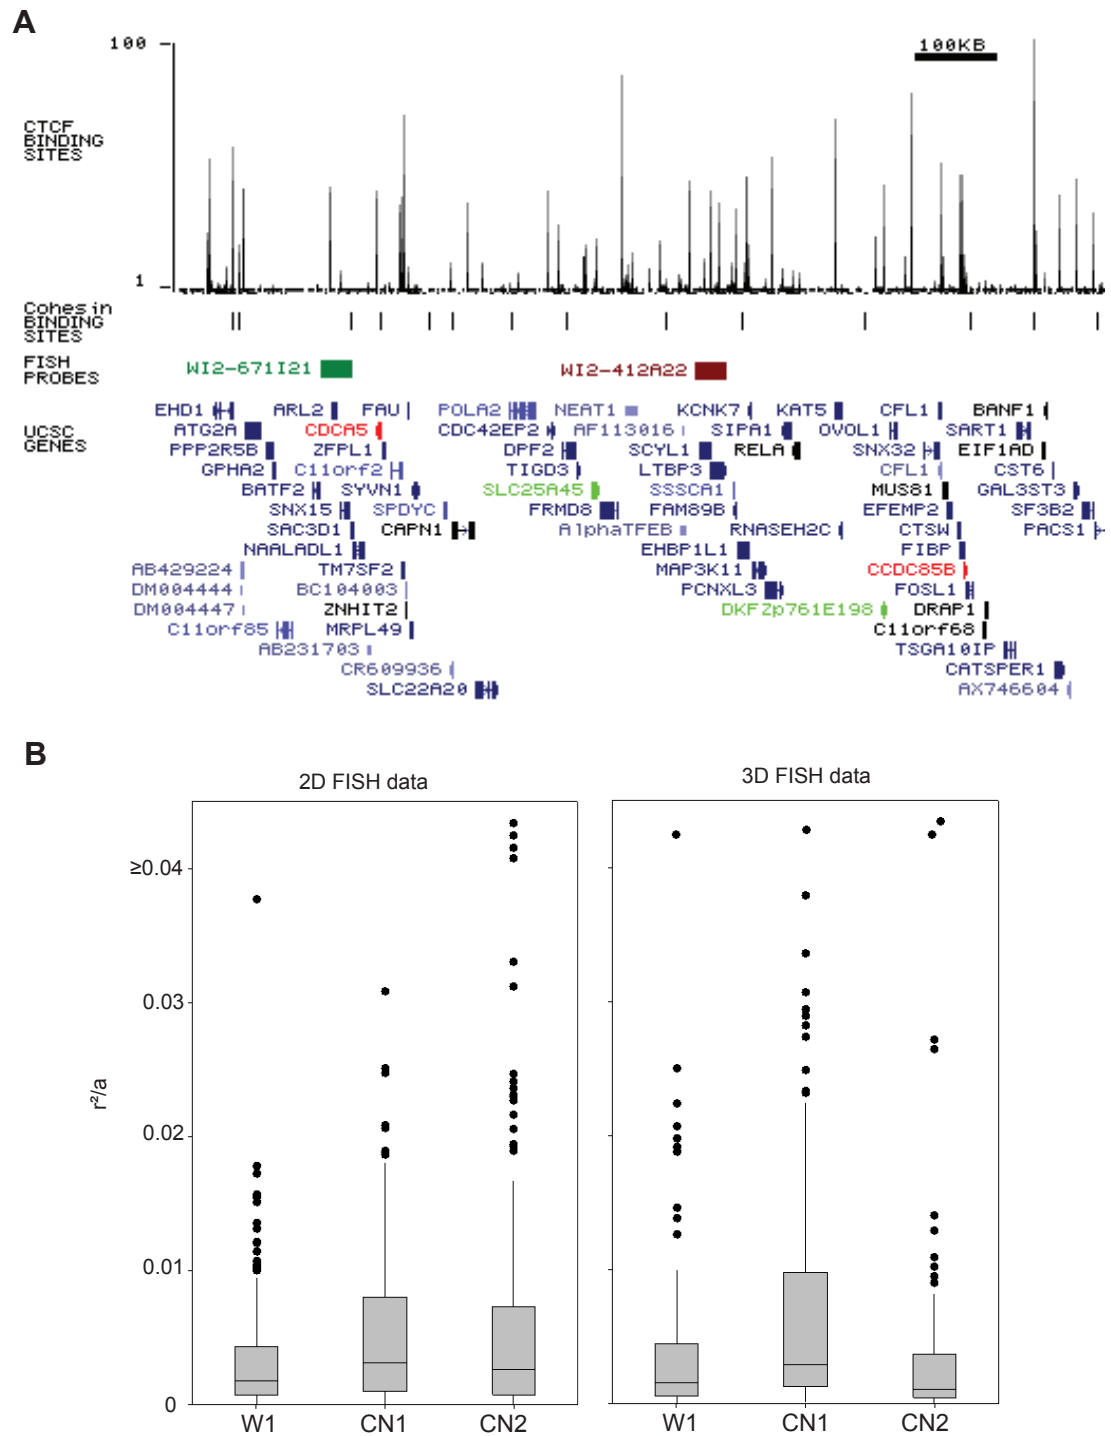 A
100
100KB
CTCF
BINDING
SITES
1
Cohesin
BINDING
SITES
FISH
PROBES
WI2-671I21
WI2-412A22
UCSC
GENES
EHD1 ARL2 FAU POLA2 NEAT1 KCNK7 KAT5 CFL1 BANF1
ATG2A CDCA5 CDC42EP2 AF113016 SIPA1 OVOL1 SART1
PPP2R5B ZFPL1 DPF2 SCYL1 RELA SNX32 EIF1AD
GPHA2 C11orf2 TIGD3 LTBP3 CFL1 CST6
BATF2 SYVN1 SLC25A45 SSSCA1 MUS81 GAL3ST3
SNX15 SPDYC FRMD8 FAM89B EFEMP2 SF3B2
SAC3D1 CAPN1 AlphaTFEB RNASEH2C CTSW PACS1
NAALADL1 EHBP1L1 FIBP
AB429224 TM7SF2 MAP3K11 CCDC85B
DM004444 BC104003 PCNXL3 FOSL1
DM004447 ZNHIT2 DKFZp761E198 DRAP1
C11orf85 MRPL49 C11orf68
AB231703 TSGA10IP
CR609936 CATSPER1
SLC22A20 AX746604
B
2D FISH data
3D FISH data
≥0.04
0.03
0.02
0.01
0
r²/a
W1 CN1 CN2
W1 CN1 CN2